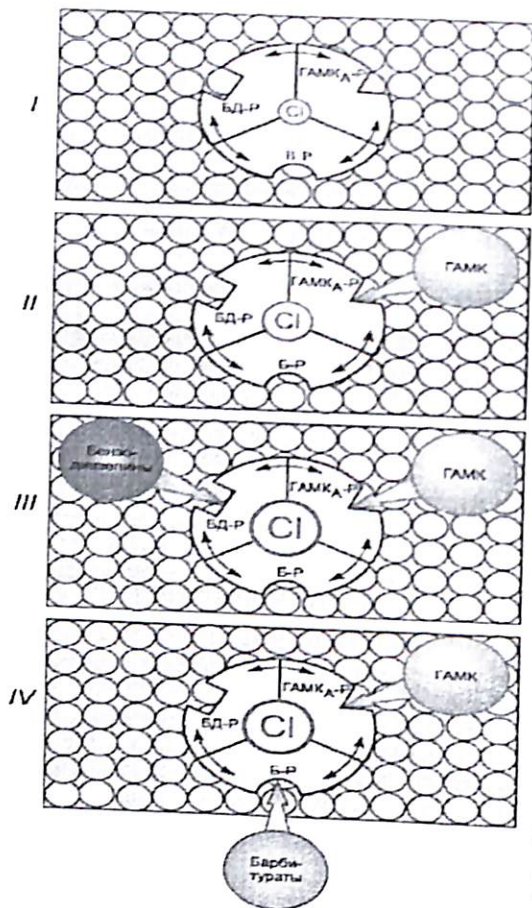 I
ГАМКА-Р
БД-Р
Cl
Б-Р
II
ГАМК
ГАМКА-Р
БД-Р
Cl
Б-Р
III
Бензо-
диазепины
ГАМК
ГАМКА-Р
БД-Р
Cl
Б-Р
IV
ГАМК
ГАМКА-Р
БД-Р
Cl
Б-Р
Барби-
тураты